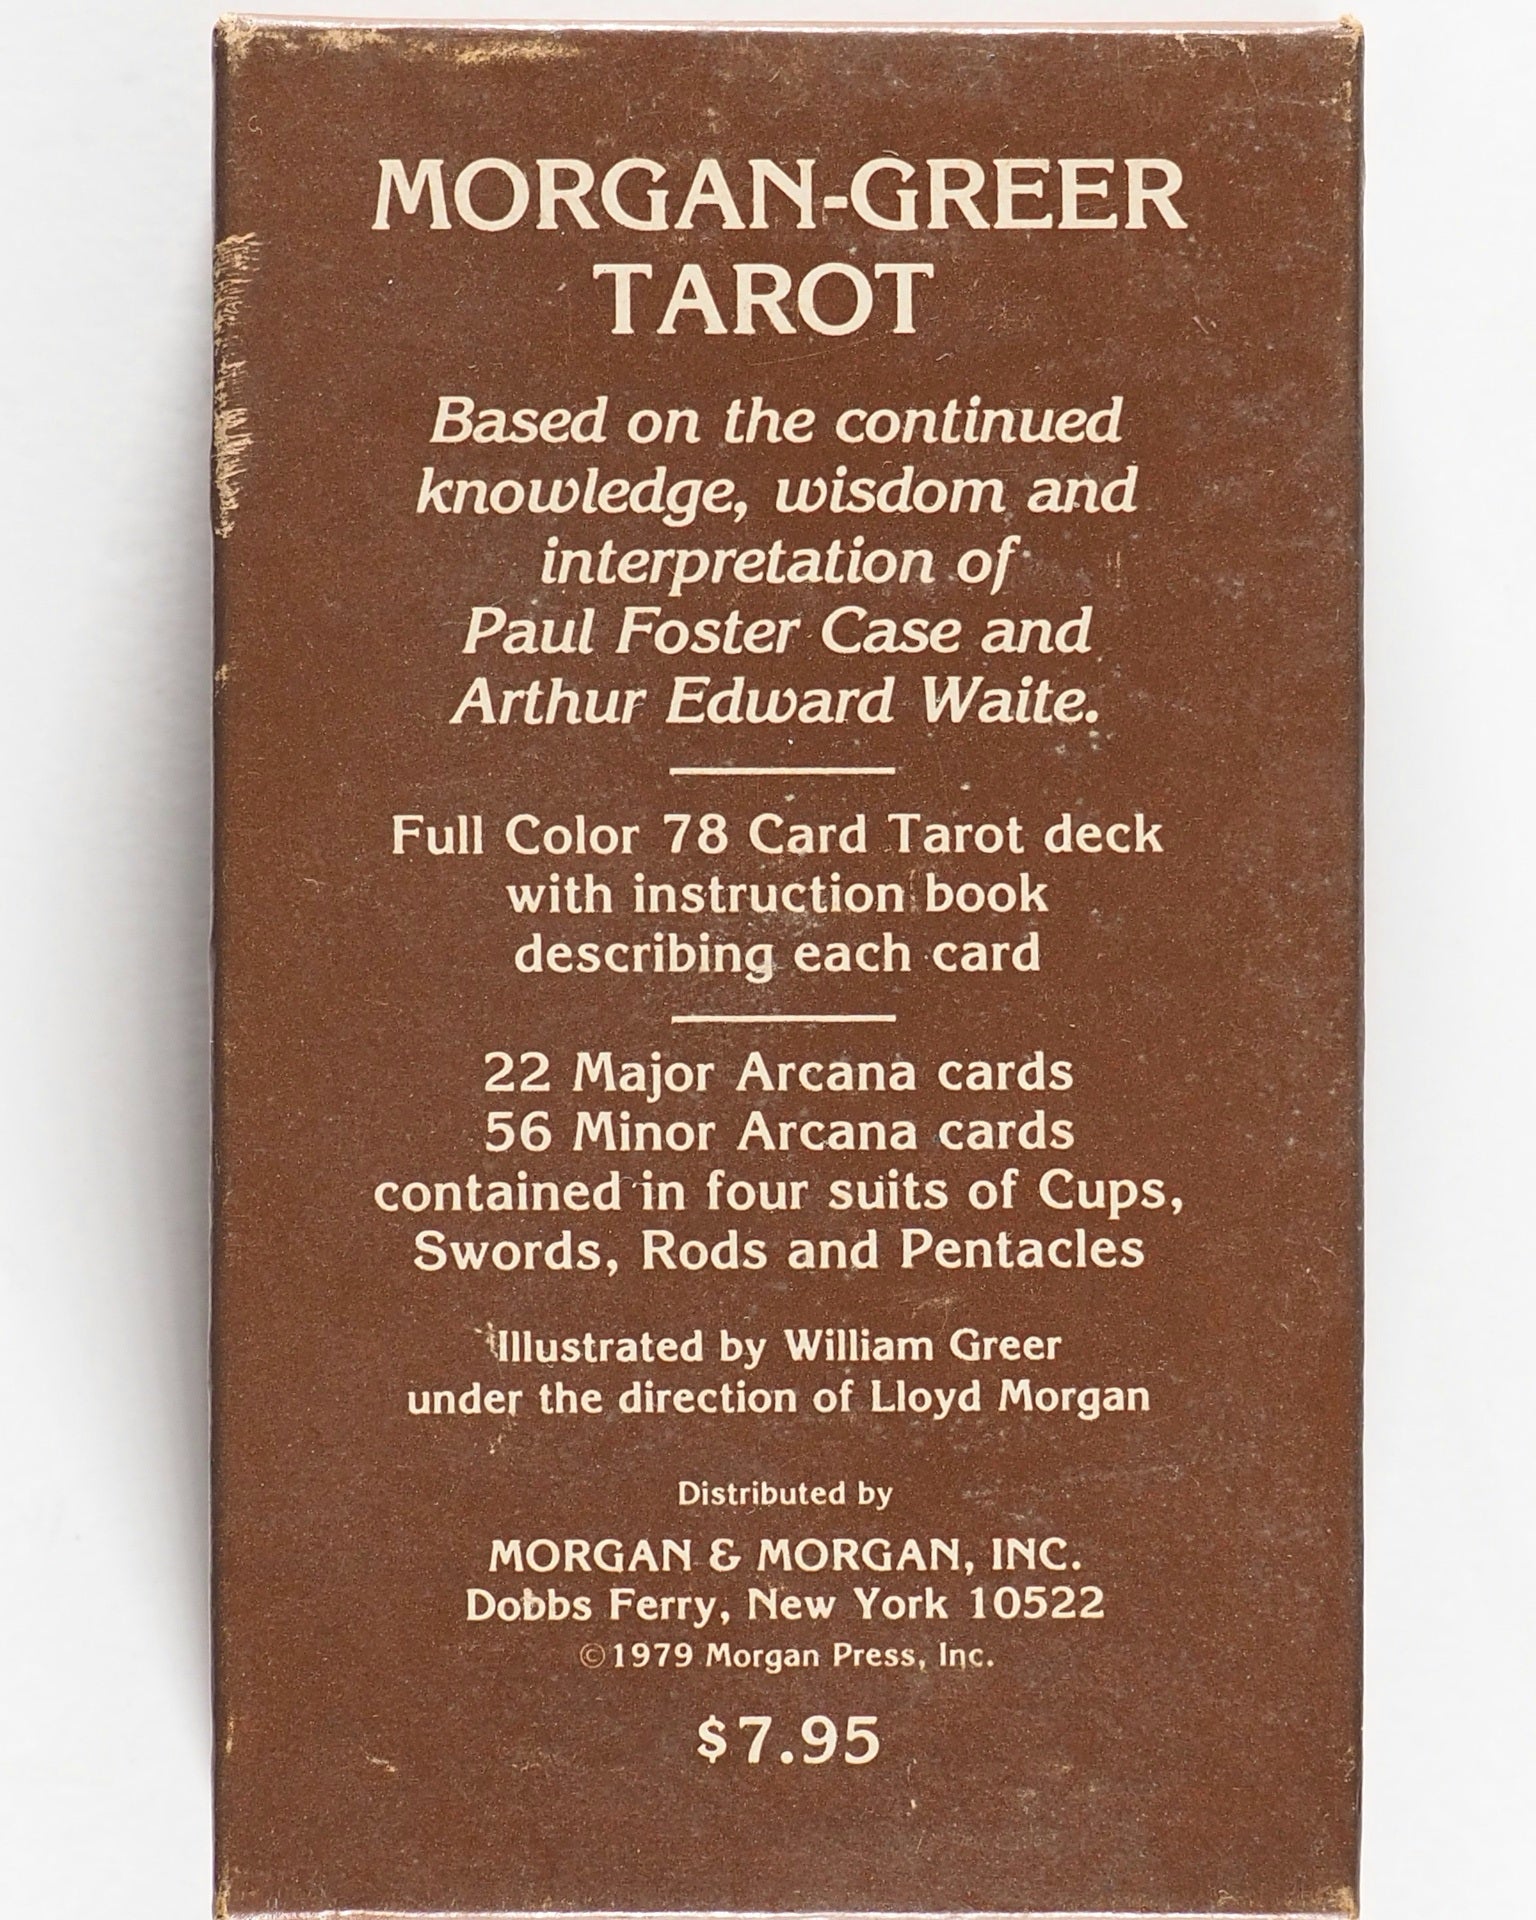 MORGAN-GREER
TAROT
Based on the continued
knowledge, wisdom and
interpretation of
Paul Foster Case and
Arthur Edward Waite.
Full Color 78 Card Tarot deck
with instruction book
describing each card
22 Major Arcana cards
56 Minor Arcana cards
contained in four suits of Cups,
Swords, Rods and Pentacles
Illustrated by William Greer
under the direction of Lloyd Morgan
Distributed by
MORGAN & MORGAN, INC.
Dobbs Ferry, New York 10522
©1979 Morgan Press, Inc.
$7.95